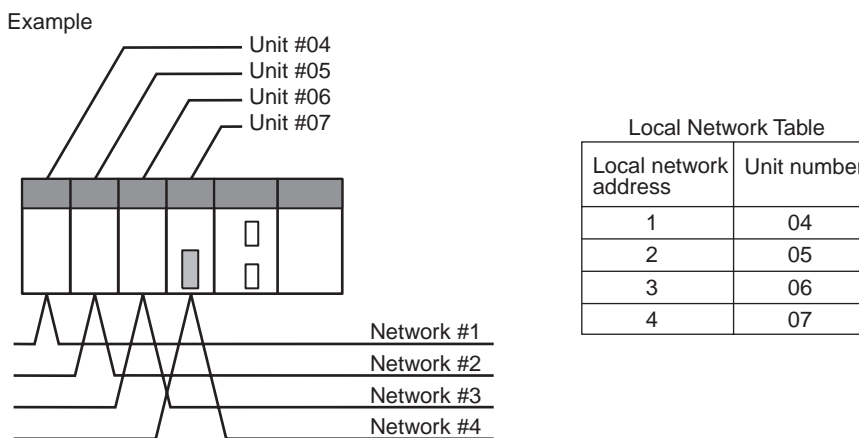 Example
Unit #04
Unit #05
Unit #06
Unit #07
Network #1
Network #2
Network #3
Network #4
Local Network Table
Local network address Unit number
1 04
2 05
3 06
4 07